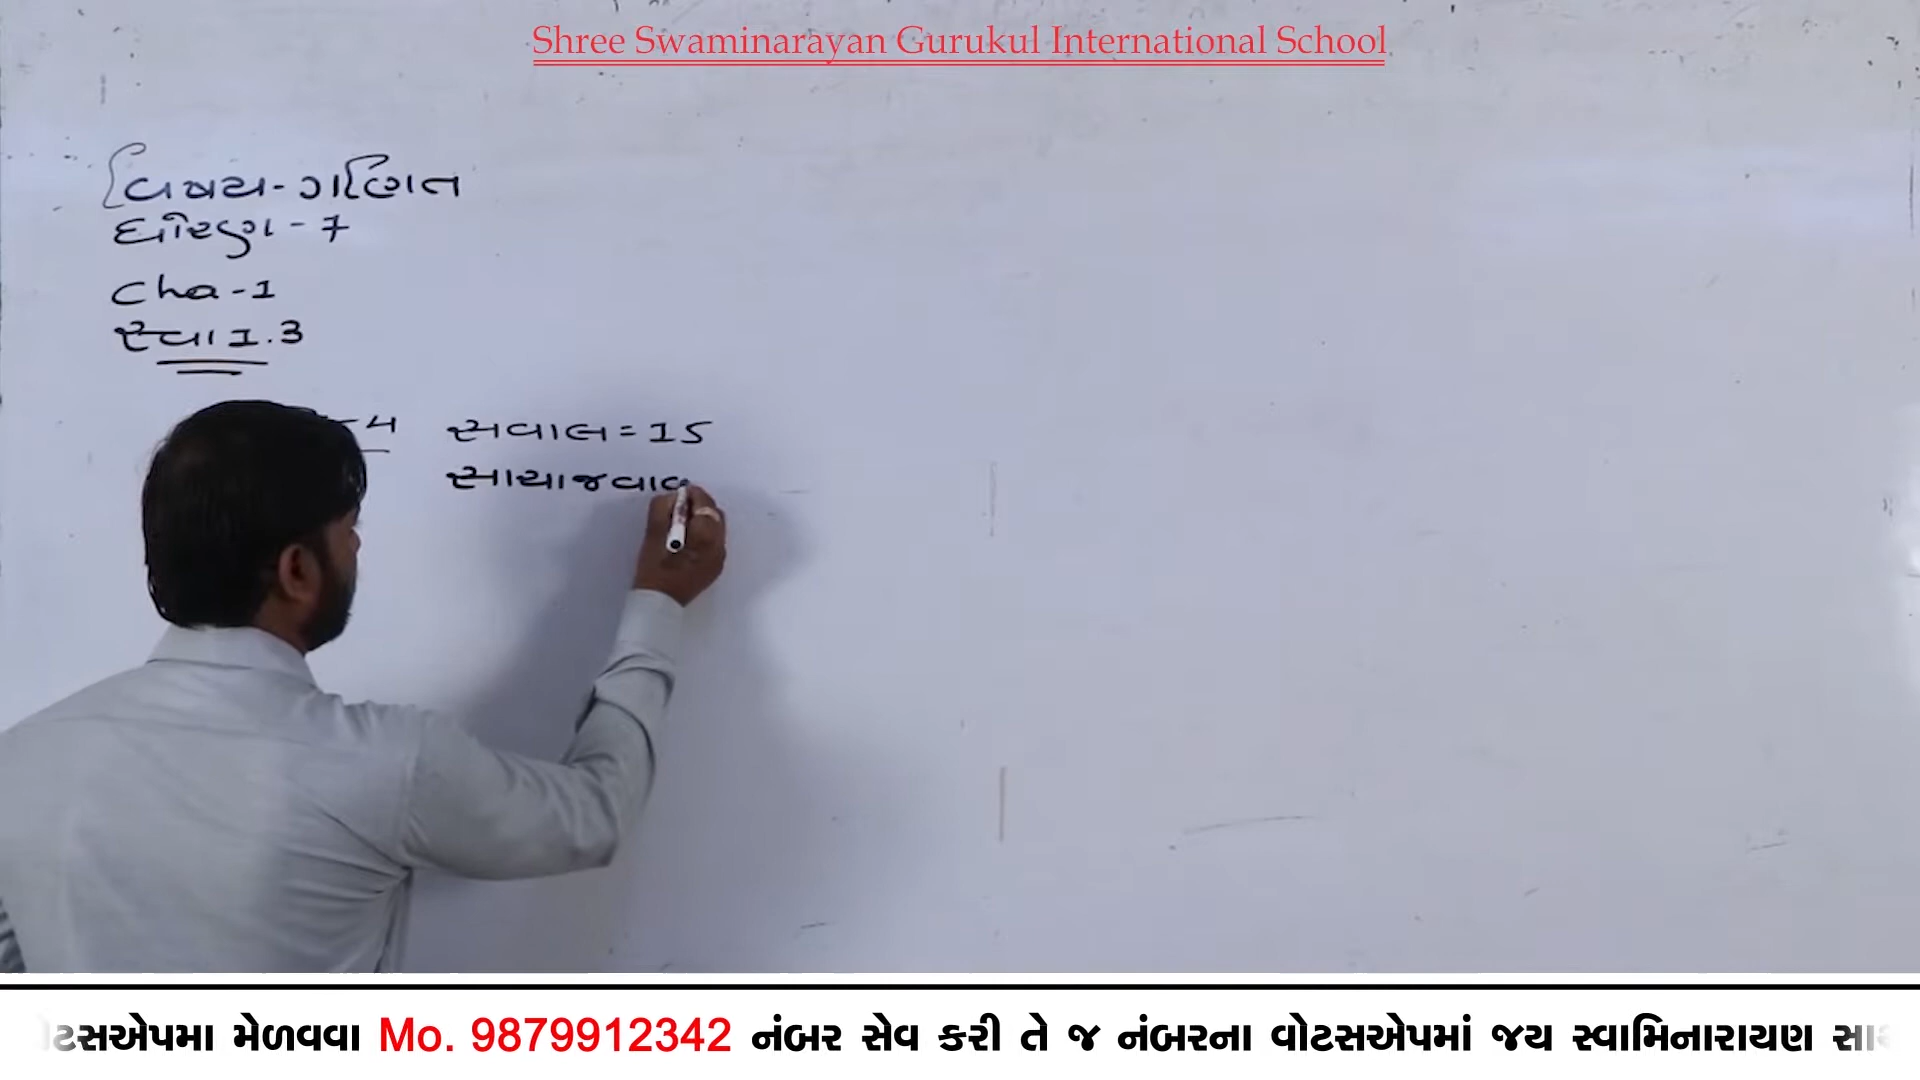 Shree Swaminarayan Gurukul International School
વિષય - ગણિત
ધોરણ - 7
Cha - 1
સ્વા 1.3
- 4 સવાલ = 15
સાચા જવાબ
મેળવવા Mo. 9879912342 નંબર સેવ કરી તે જ નંબરના વોટસએપમાં જય સ્વામિનારાયણ